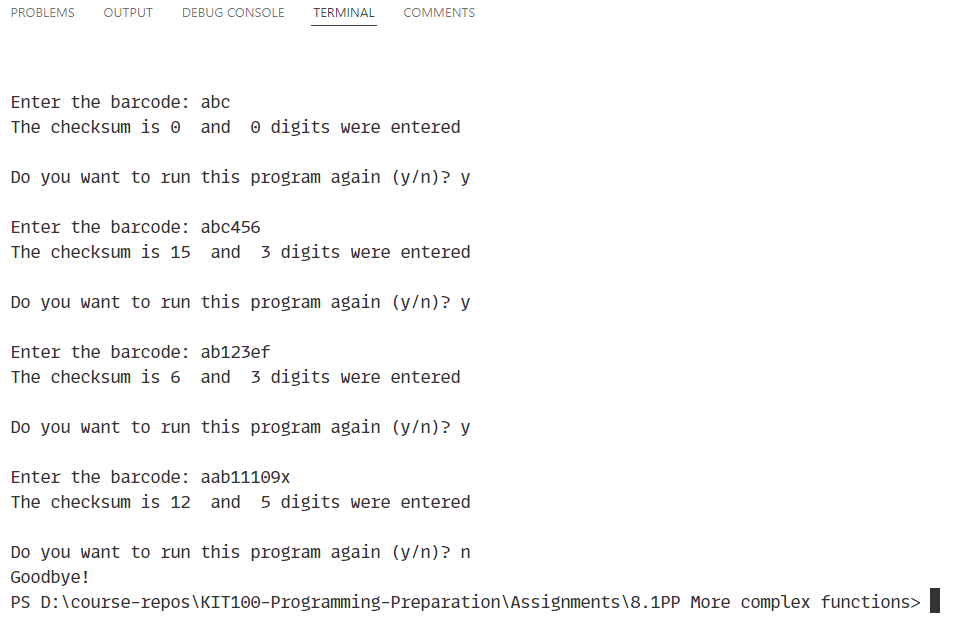 PROBLEMS OUTPUT DEBUG CONSOLE TERMINAL COMMENTS
Enter the barcode: abc
The checksum is 0  and  0 digits were entered
Do you want to run this program again (y/n)? y
Enter the barcode: abc456
The checksum is 15  and  3 digits were entered
Do you want to run this program again (y/n)? y
Enter the barcode: ab123ef
The checksum is 6  and  3 digits were entered
Do you want to run this program again (y/n)? y
Enter the barcode: aab11109x
The checksum is 12  and  5 digits were entered
Do you want to run this program again (y/n)? n
Goodbye!
PS D:\course-repos\KIT100-Programming-Preparation\Assignments\8.1PP More complex functions>